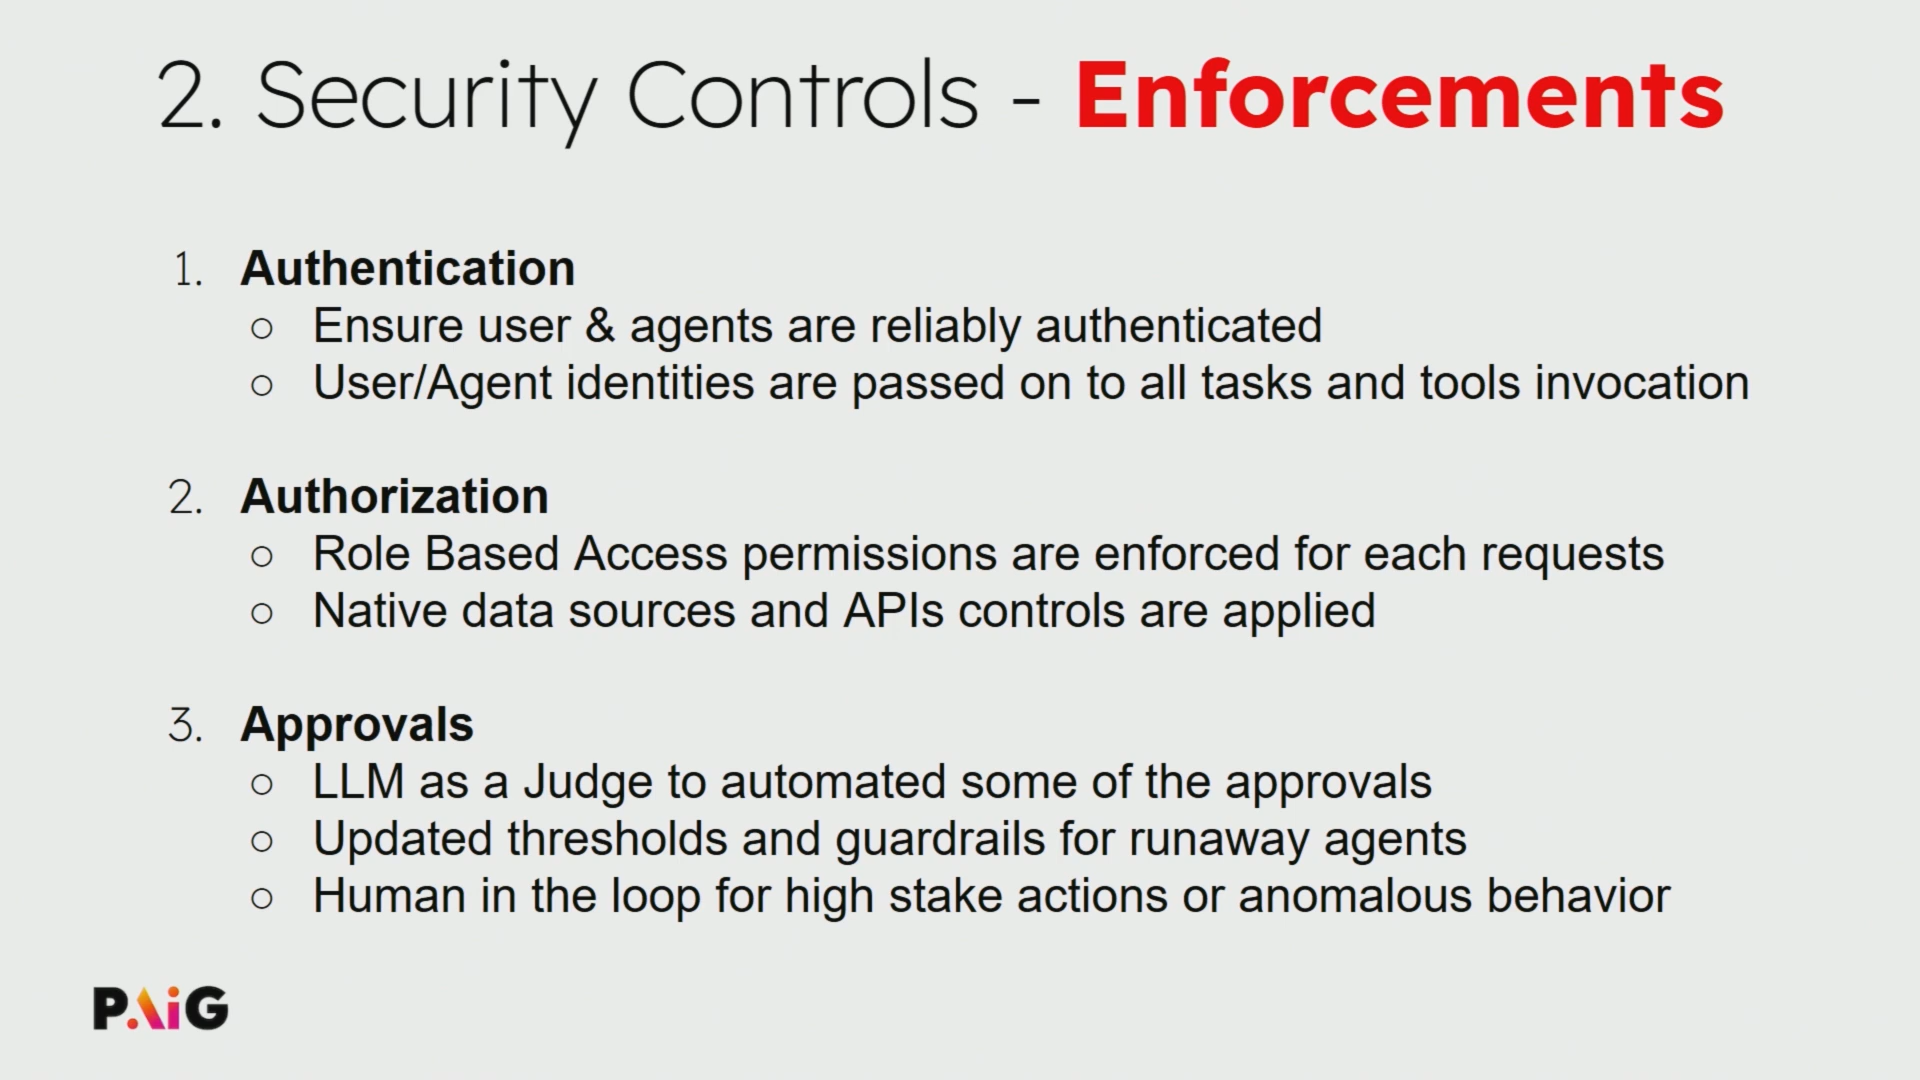 2. Security Controls - Enforcements
1. Authentication
○ Ensure user & agents are reliably authenticated
○ User/Agent identities are passed on to all tasks and tools invocation
2. Authorization
○ Role Based Access permissions are enforced for each requests
○ Native data sources and APIs controls are applied
3. Approvals
○ LLM as a Judge to automated some of the approvals
○ Updated thresholds and guardrails for runaway agents
○ Human in the loop for high stake actions or anomalous behavior
PAiG